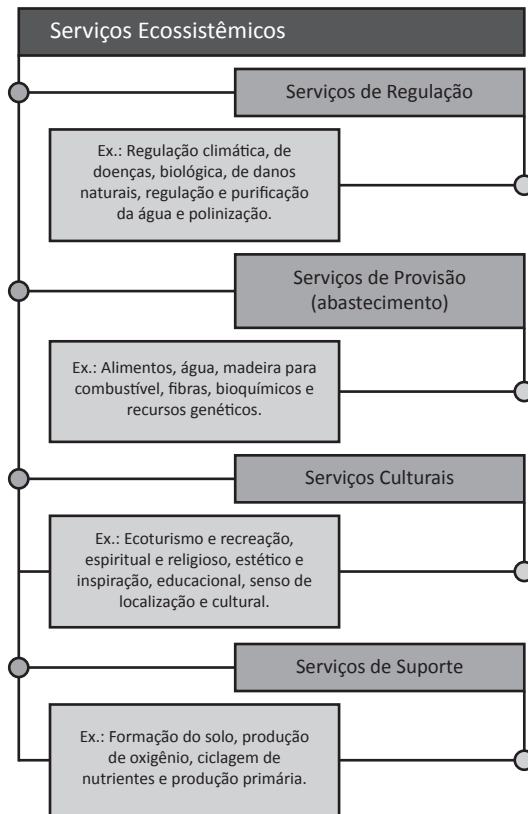 Serviços Ecossistêmicos
Serviços de Regulação
Ex.: Regulação climática, de
doenças, biológica, de danos
naturais, regulação e purificação
da água e polinização.
Serviços de Provisão
(abastecimento)
Ex.: Alimentos, água, madeira para
combustível, fibras, bioquímicos e
recursos genéticos.
Serviços Culturais
Ex.: Ecoturismo e recreação,
espiritual e religioso, estético e
inspiração, educacional, senso de
localização e cultural.
Serviços de Suporte
Ex.: Formação do solo, produção
de oxigênio, ciclagem de
nutrientes e produção primária.